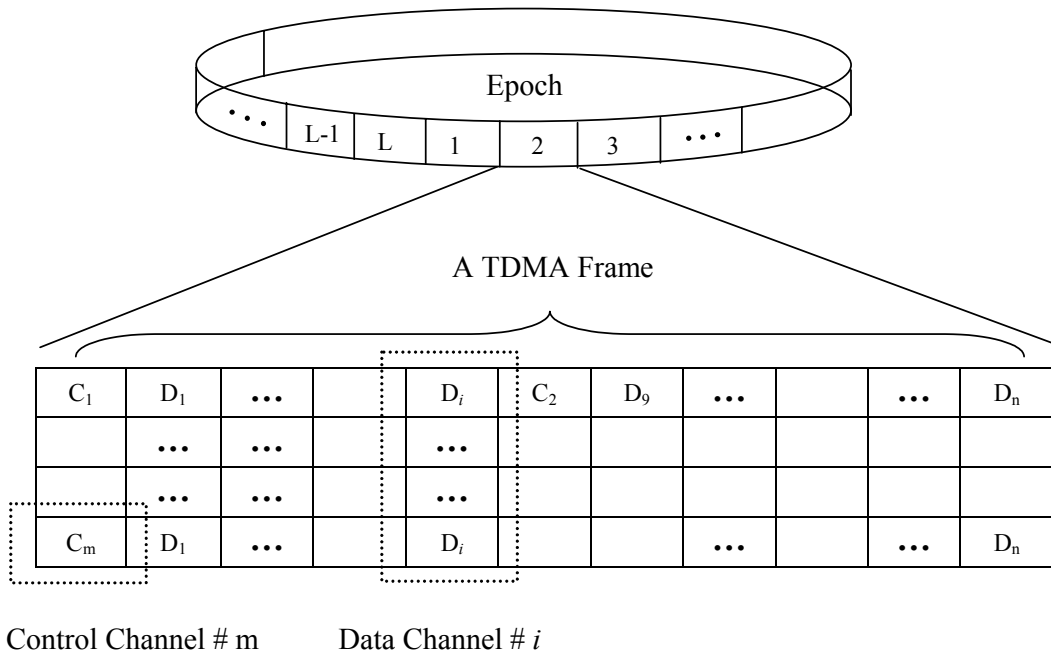 Epoch
... L-1 L 1 2 3 ...
A TDMA Frame
C₁ D₁ ... Dᵢ C₂ D₉ ... ... Dₙ
... ... ...
... ... ...
Cₘ D₁ ... Dᵢ ... ... Dₙ
Control Channel # m Data Channel # i